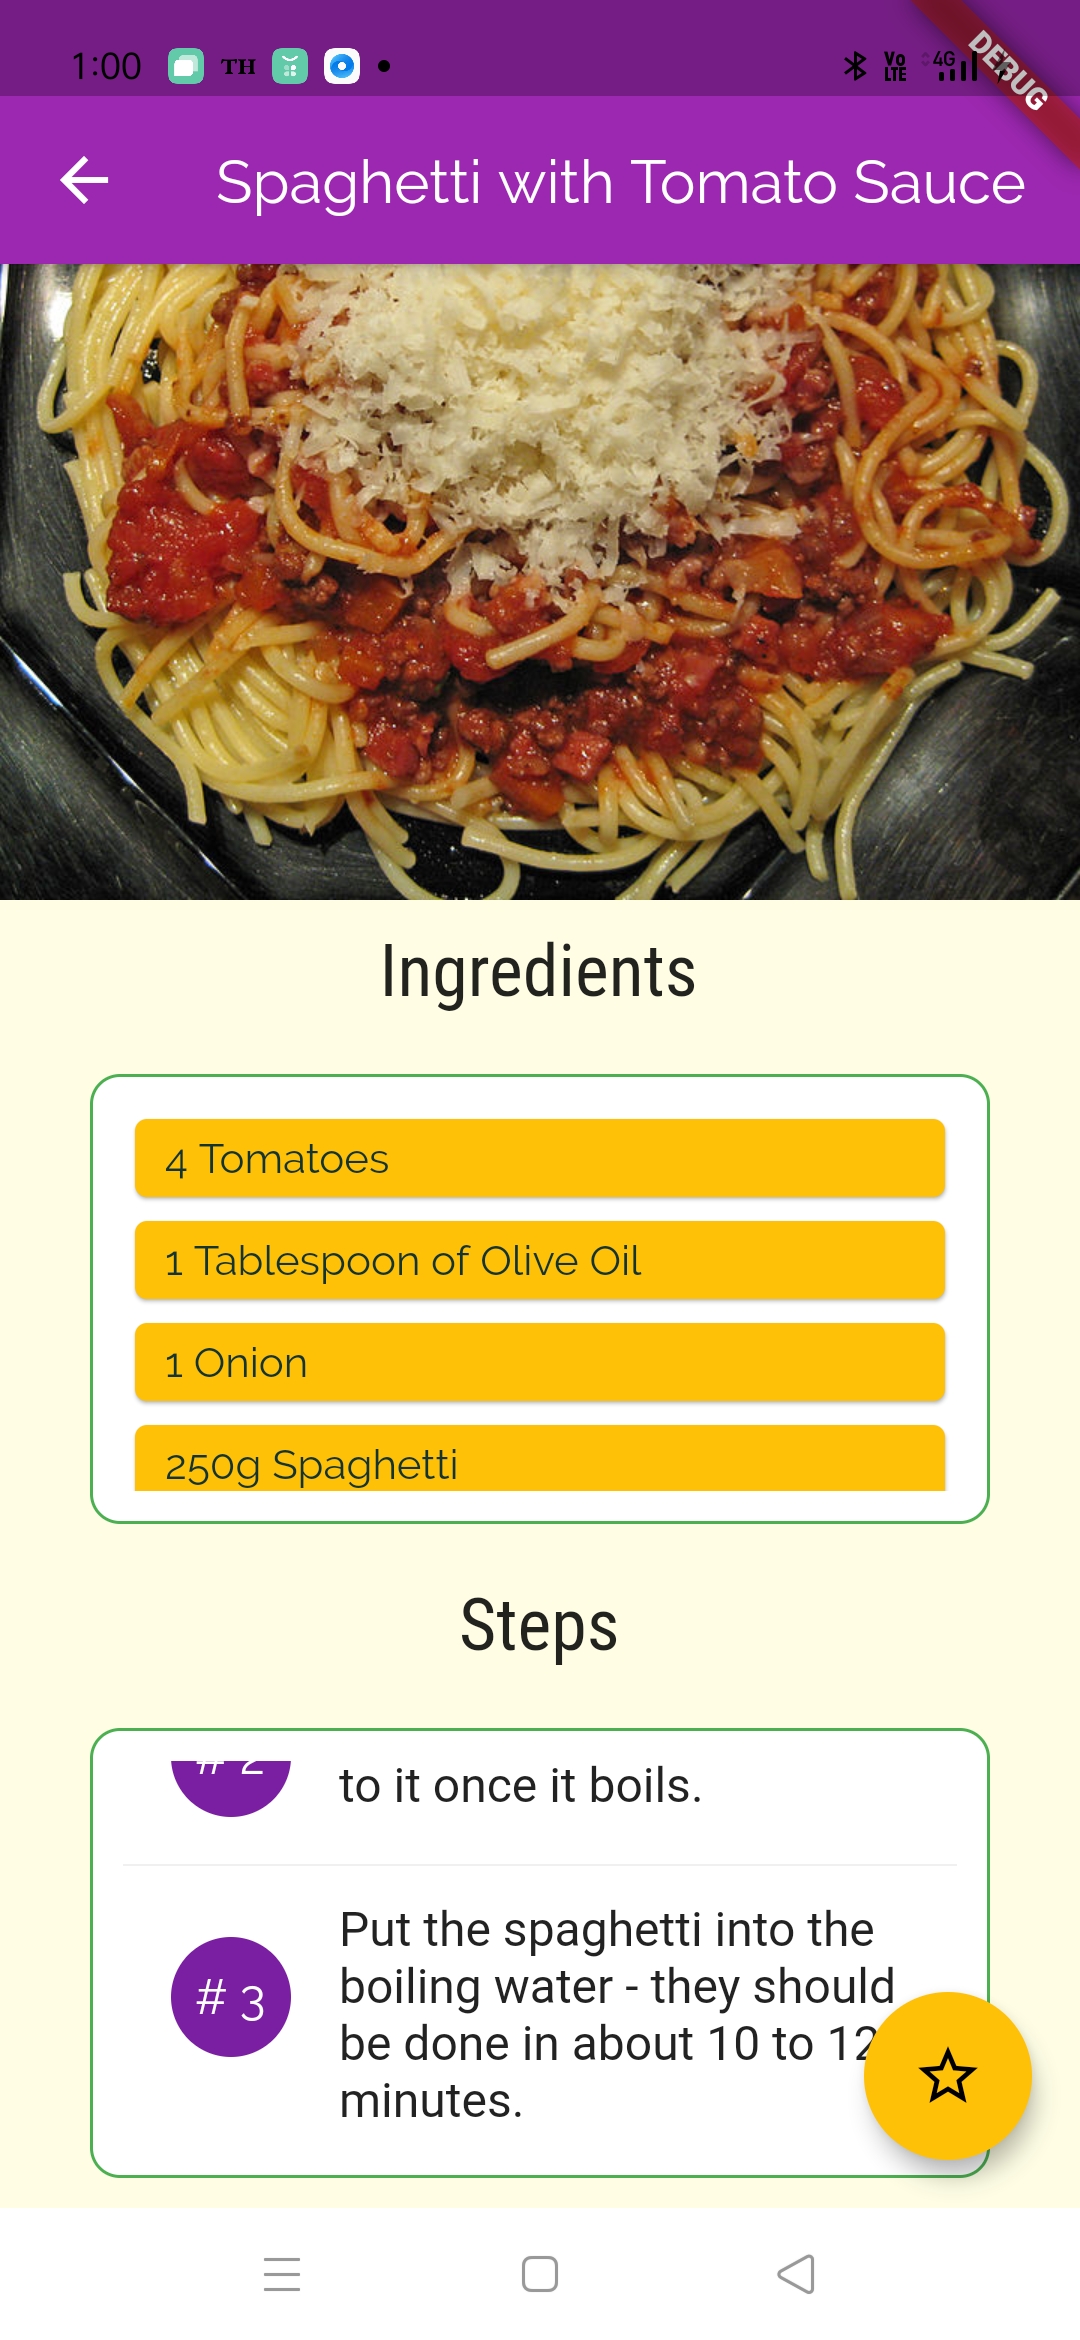 1:00 TH Vo LTE 4G
DEBUG
Spaghetti with Tomato Sauce
Ingredients
4 Tomatoes
1 Tablespoon of Olive Oil
1 Onion
250g Spaghetti
Steps
# 2 to it once it boils.
Put the spaghetti into the
boiling water - they should
# 3
be done in about 10 to 12
minutes.